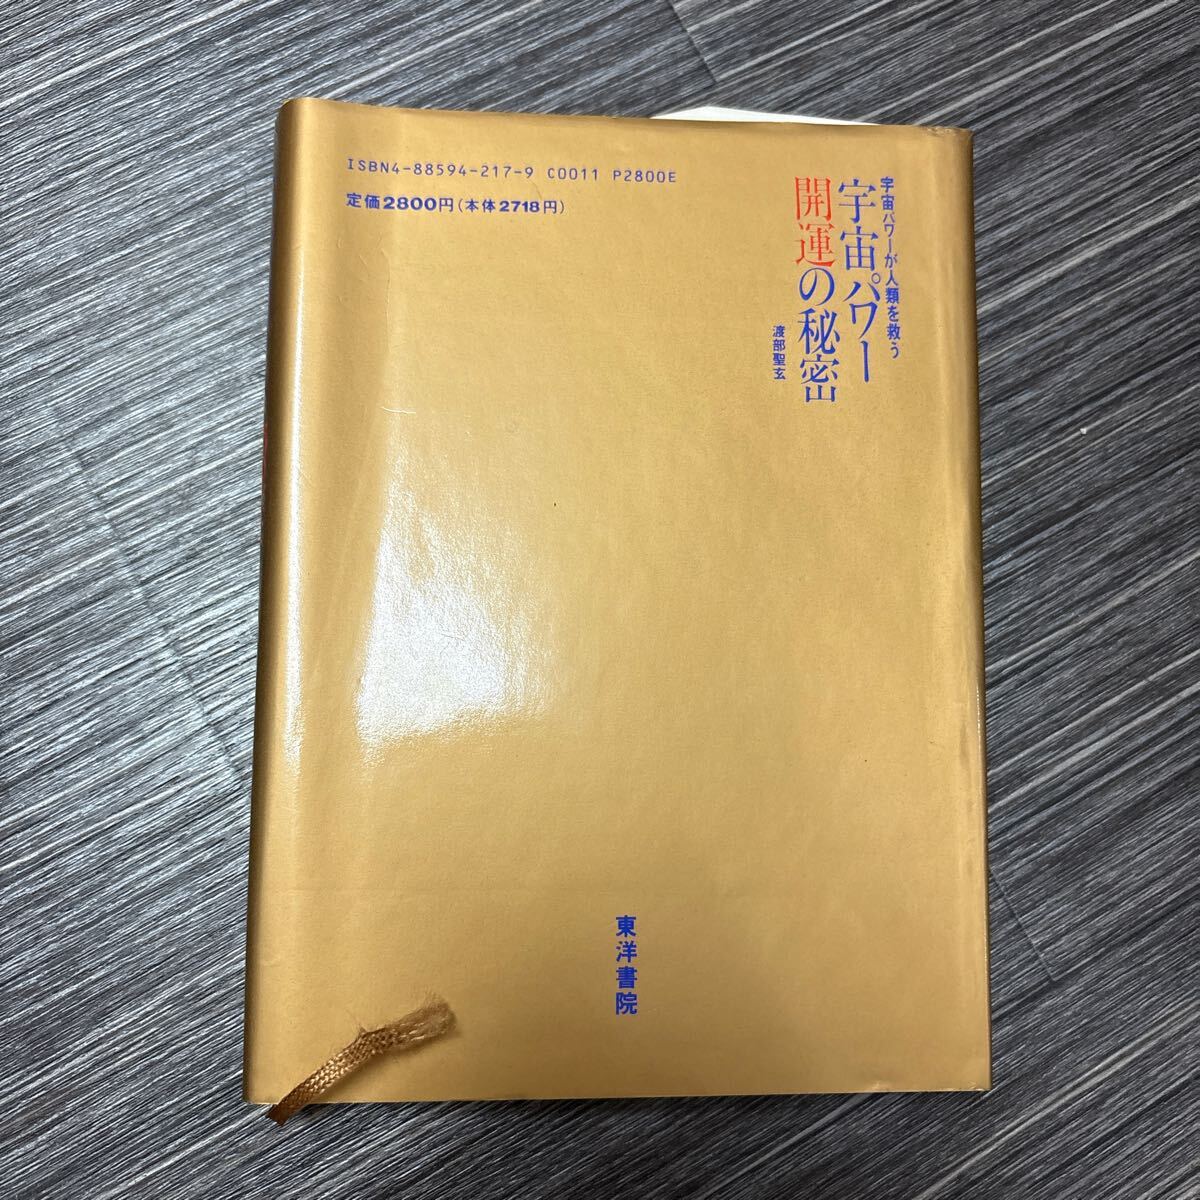 ISBN4-88594-217-9 C0011 P2800E
定価2800円(本体2718円)
宇宙パワーが人類を救う
宇宙パワー
開運の秘密
渡部聖玄
東洋書院